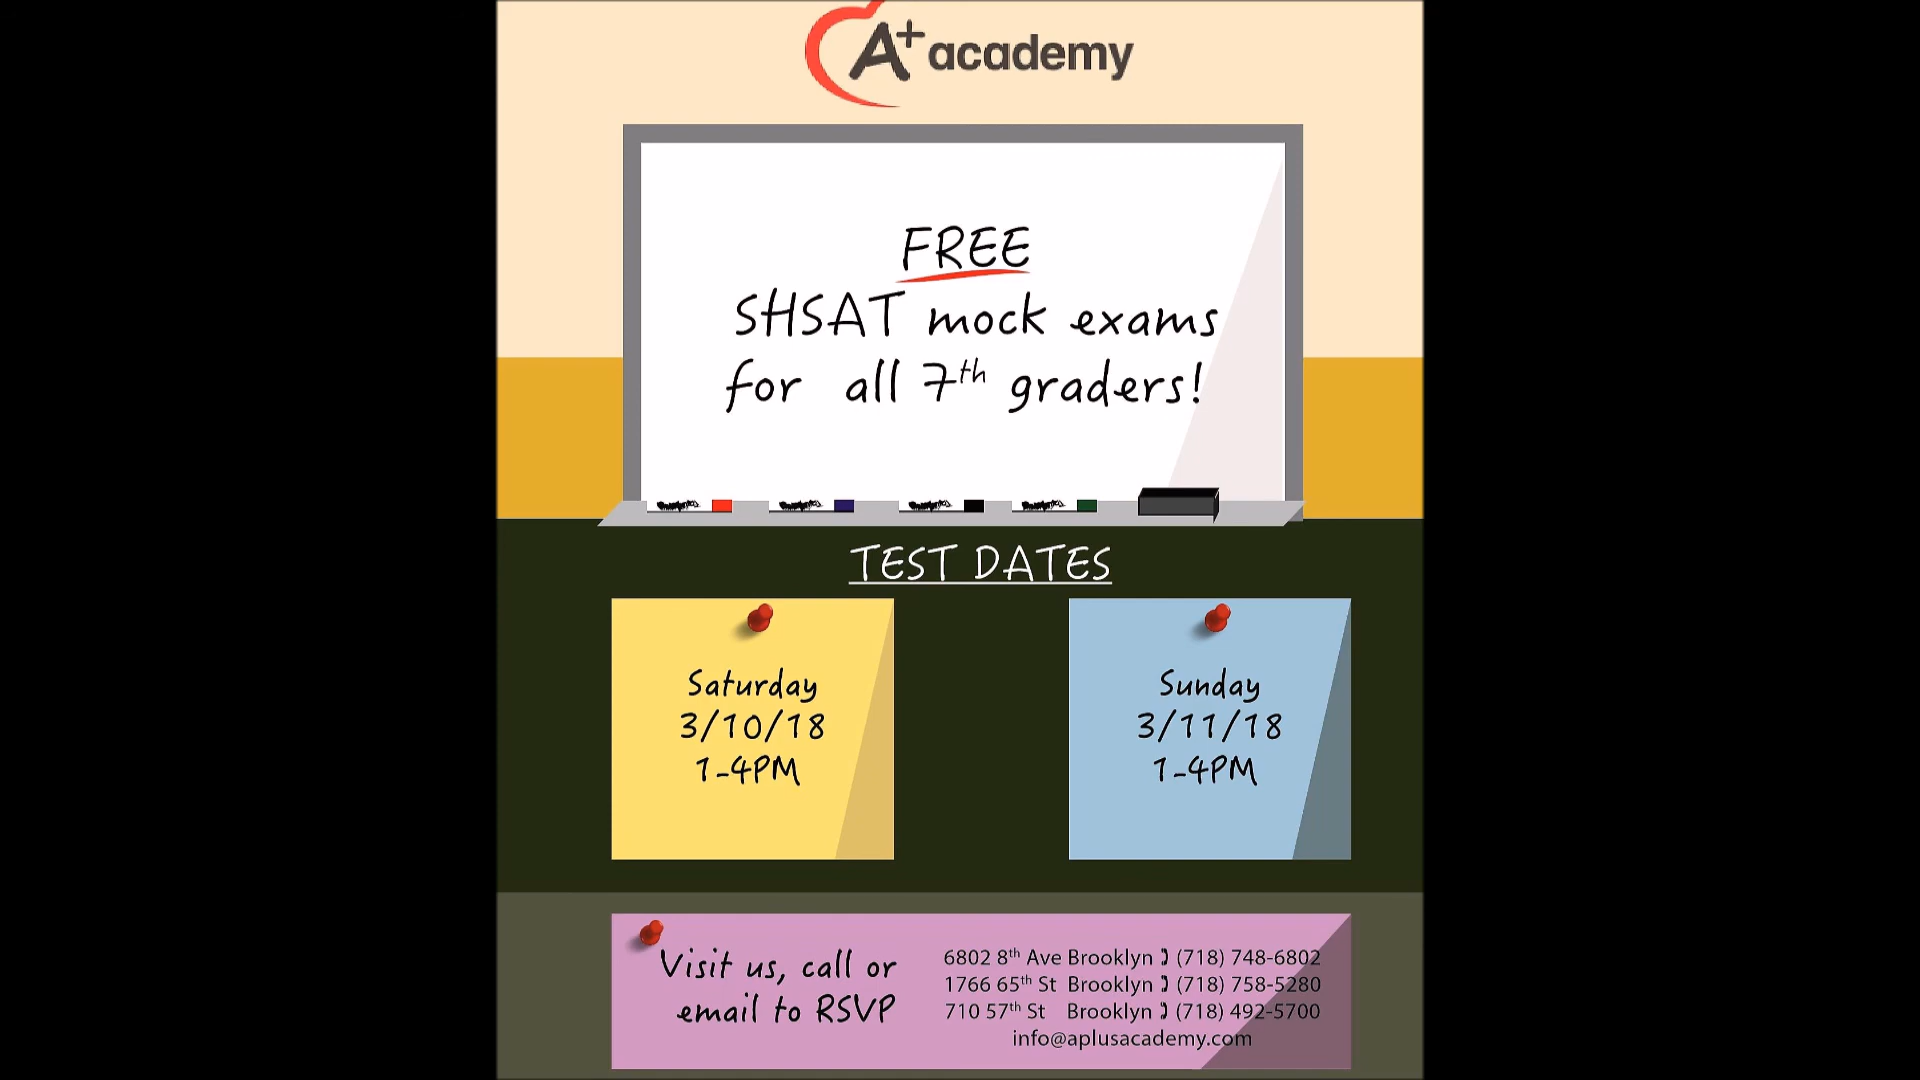 A+ academy
FREE
SHSAT mock exams
for all 7th graders!
TEST DATES
Saturday
3/10/18
1-4PM
Sunday
3/11/18
1-4PM
Visit us, call or
email to RSVP
6802 8th Ave Brooklyn (718) 748-6802
1766 65th St Brooklyn (718) 758-5280
710 57th St Brooklyn (718) 492-5700
info@aplusacademy.com